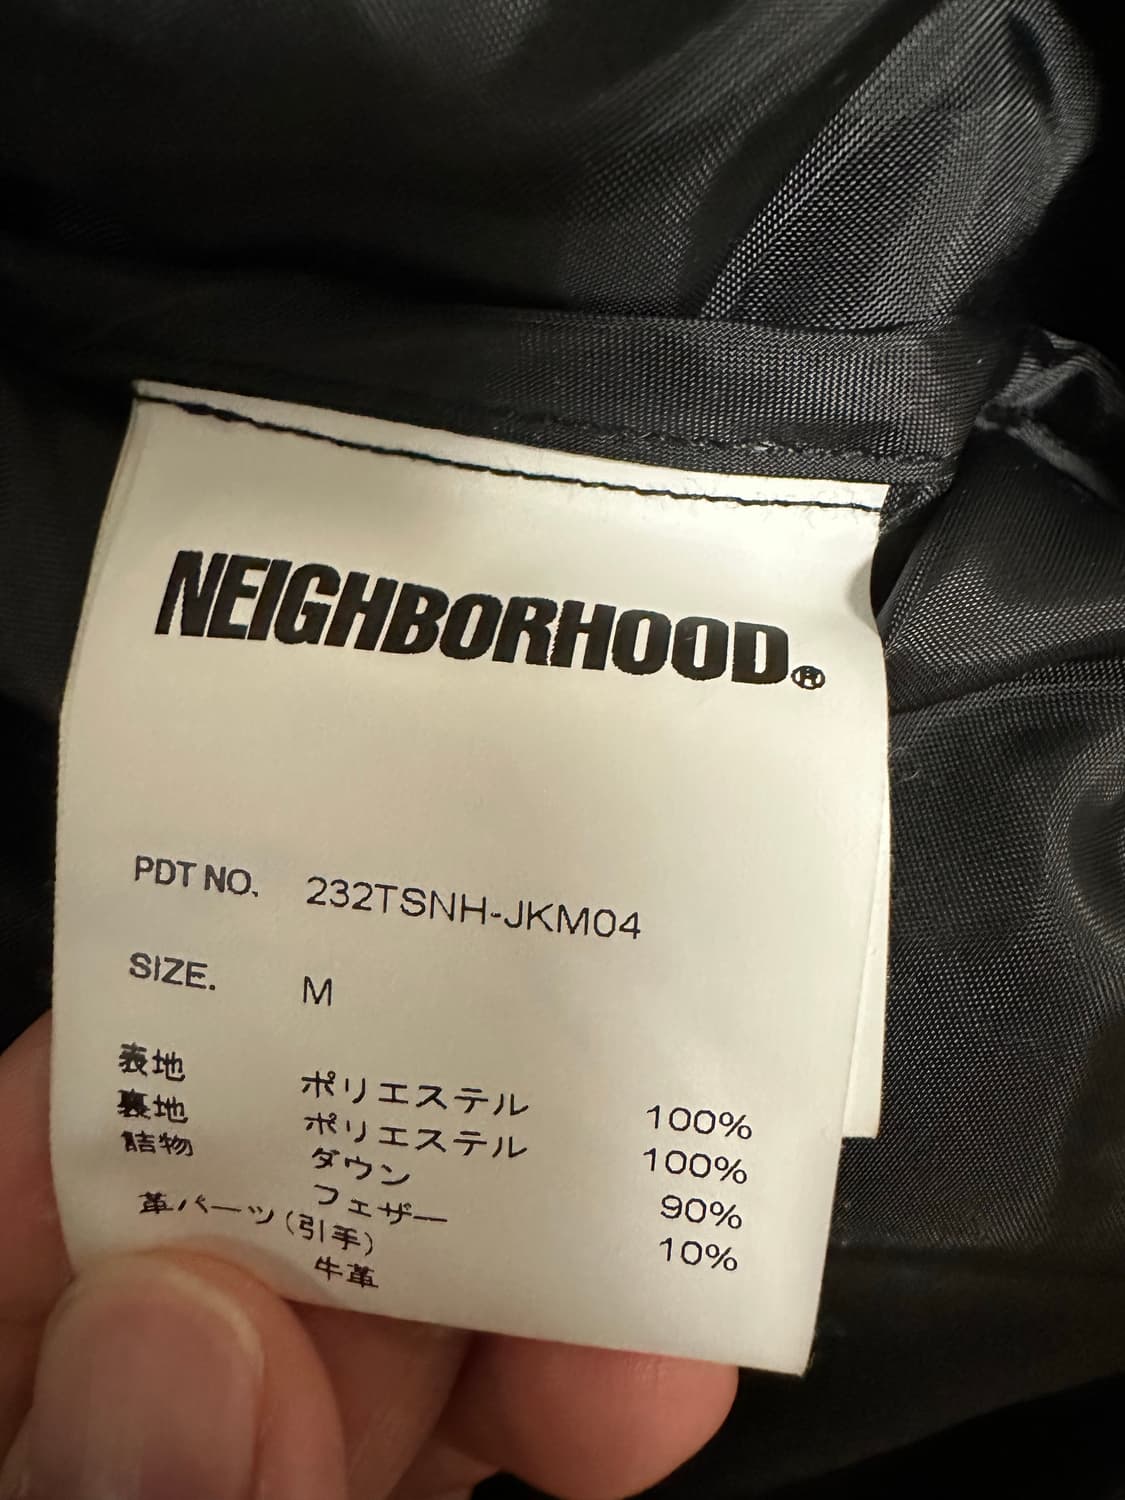 NEIGHBORHOOD®
PDT NO. 232TSNH-JKM04
SIZE. M
表地 ポリエステル 100%
裏地 ポリエステル 100%
詰物 ダウン 90%
フェザー 10%
革パーツ(引手)
牛革